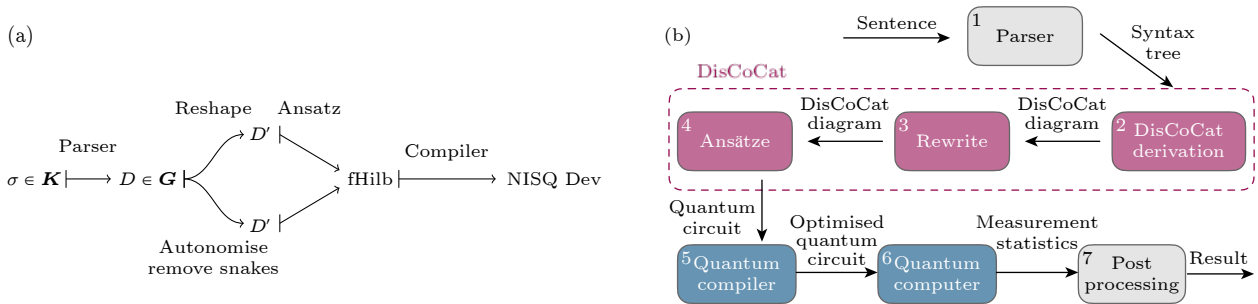 (a)
Reshape Ansatz
D′
Parser
Compiler
σ ∈ K
D ∈ G
fHilb
NISQ Dev
D′
Autonomise
remove snakes
(b)
Sentence
1
Parser
Syntax
tree
DisCoCat
4
Ansätze
DisCoCat
diagram
3
Rewrite
DisCoCat
diagram
2
DisCoCat
derivation
Quantum
circuit
Optimised
quantum
circuit
Measurement
statistics
5
Quantum
compiler
6
Quantum
computer
7
Post
processing
Result